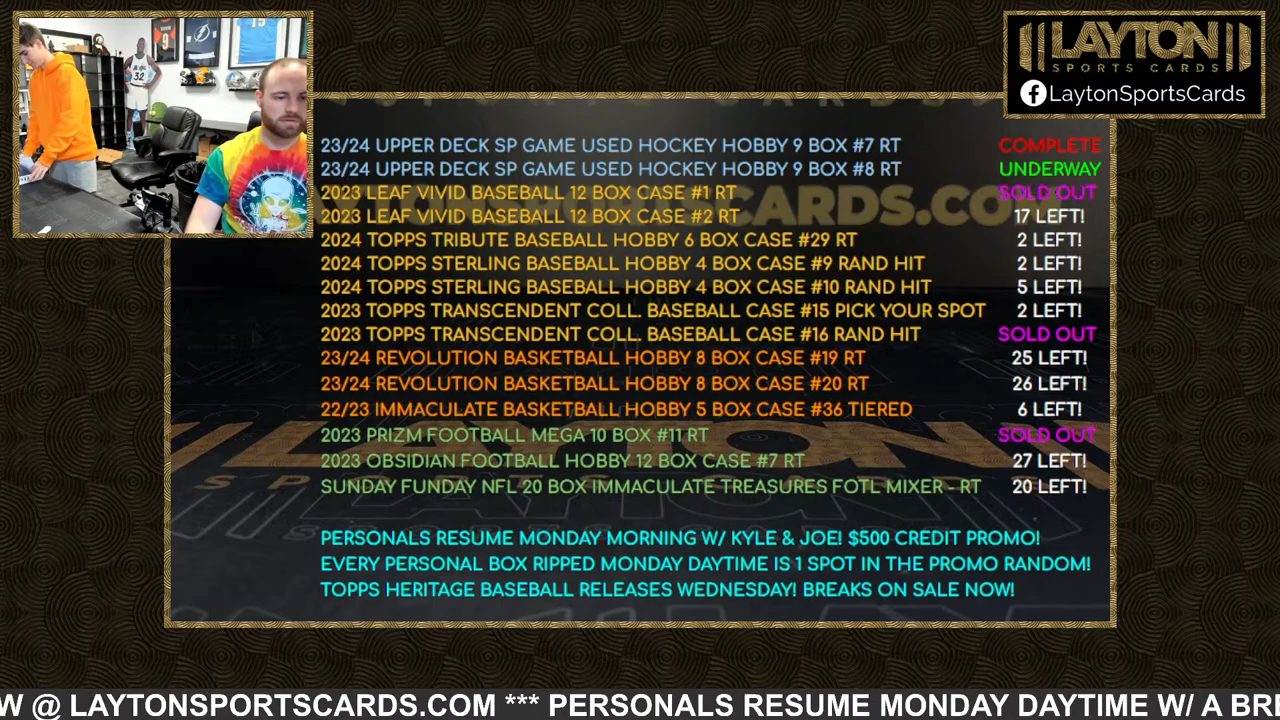 LAYTON
SPORTS CARDS
LaytonSportsCards
23/24 UPPER DECK SP GAME USED HOCKEY HOBBY 9 BOX #7 RT COMPLETE
23/24 UPPER DECK SP GAME USED HOCKEY HOBBY 9 BOX #8 RT UNDERWAY
2023 LEAF VIVID BASEBALL 12 BOX CASE #1 RT SOLD OUT
2023 LEAF VIVID BASEBALL 12 BOX CASE #2 RT 17 LEFT!
2024 TOPPS TRIBUTE BASEBALL HOBBY 6 BOX CASE #29 RT 2 LEFT!
2024 TOPPS STERLING BASEBALL HOBBY 4 BOX CASE #9 RAND HIT 2 LEFT!
2024 TOPPS STERLING BASEBALL HOBBY 4 BOX CASE #10 RAND HIT 5 LEFT!
2023 TOPPS TRANSCENDENT COLL. BASEBALL CASE #15 PICK YOUR SPOT 2 LEFT!
2023 TOPPS TRANSCENDENT COLL. BASEBALL CASE #16 RAND HIT SOLD OUT
23/24 REVOLUTION BASKETBALL HOBBY 8 BOX CASE #19 RT 25 LEFT!
23/24 REVOLUTION BASKETBALL HOBBY 8 BOX CASE #20 RT 26 LEFT!
22/23 IMMACULATE BASKETBALL HOBBY 5 BOX CASE #36 TIERED 6 LEFT!
2023 PRIZM FOOTBALL MEGA 10 BOX #11 RT SOLD OUT
2023 OBSIDIAN FOOTBALL HOBBY 12 BOX CASE #7 RT 27 LEFT!
SUNDAY FUNDAY NFL 20 BOX IMMACULATE TREASURES FOTL MIXER - RT 20 LEFT!
PERSONALS RESUME MONDAY MORNING W/ KYLE & JOE! $500 CREDIT PROMO!
EVERY PERSONAL BOX RIPPED MONDAY DAYTIME IS 1 SPOT IN THE PROMO RANDOM!
TOPPS HERITAGE BASEBALL RELEASES WEDNESDAY! BREAKS ON SALE NOW!
W @ LAYTONSPORTSCARDS.COM *** PERSONALS RESUME MONDAY DAYTIME W/ A BRE